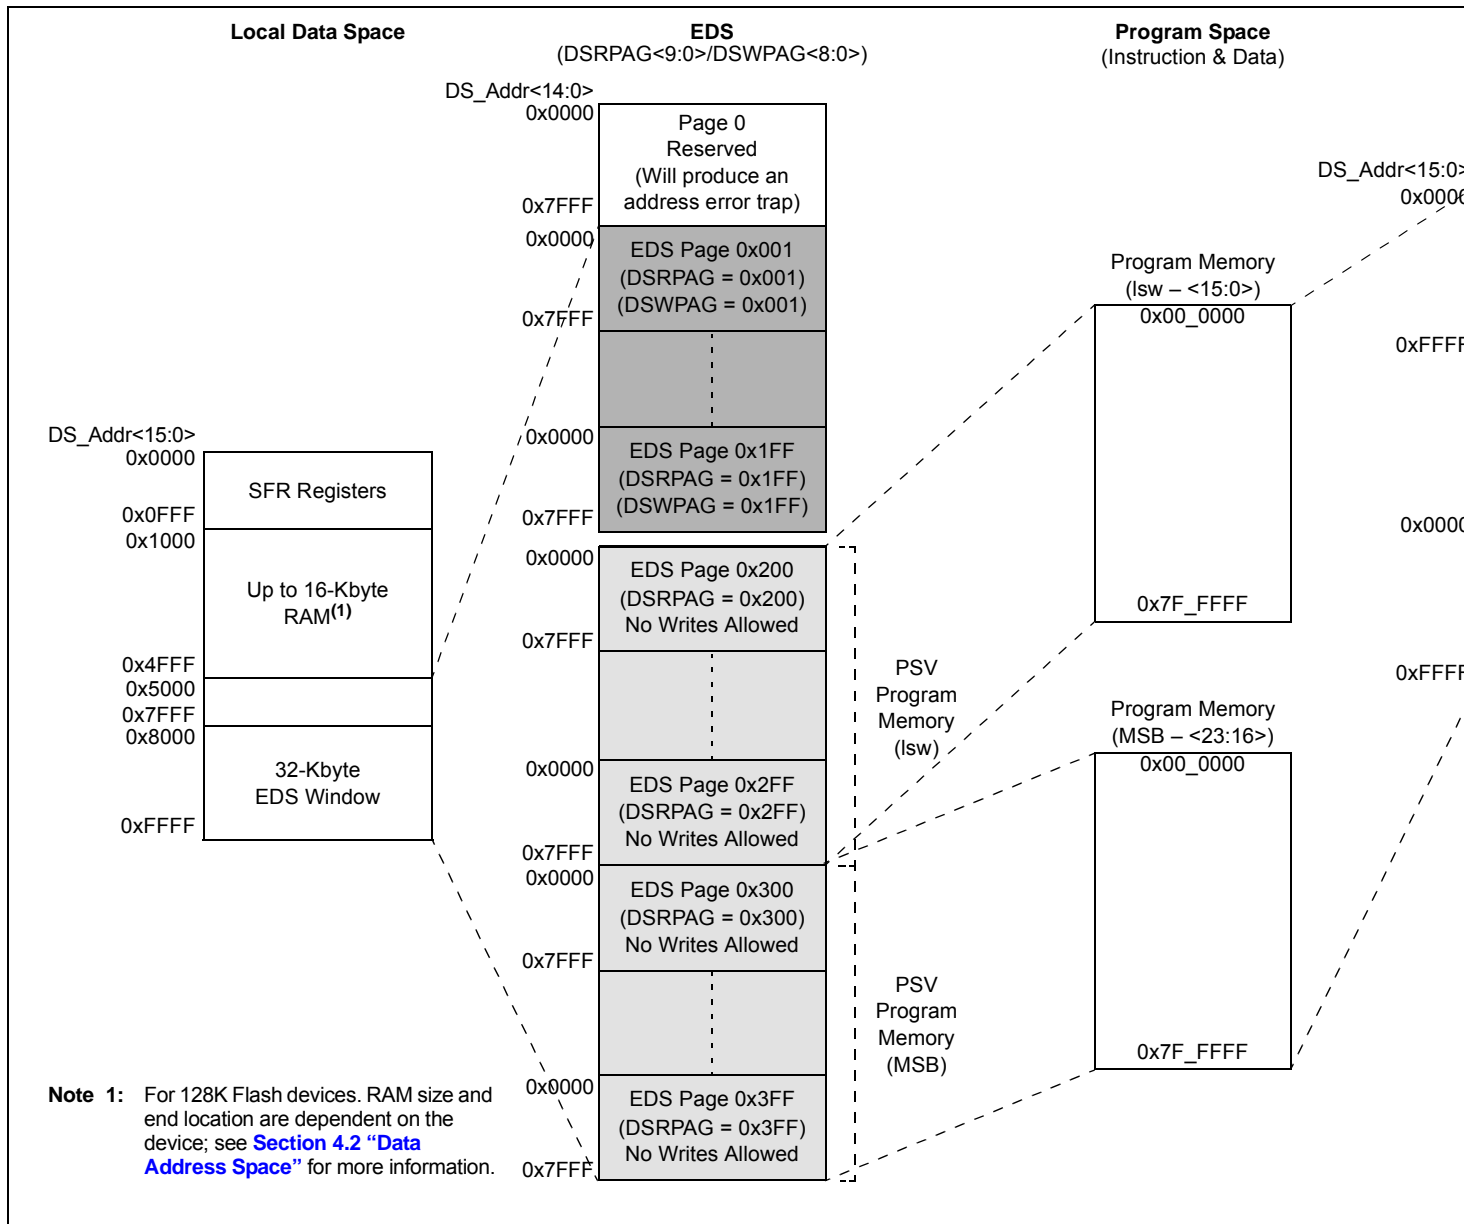 Local Data Space
EDS
(DSRPAG<9:0>/DSWPAG<8:0>)
Program Space
(Instruction & Data)
DS_Addr<14:0>
0x0000
Page 0
Reserved
(Will produce an
address error trap)
0x7FFF
0x0000
EDS Page 0x001
(DSRPAG = 0x001)
(DSWPAG = 0x001)
0x7FFF
0x0000
EDS Page 0x1FF
(DSRPAG = 0x1FF)
(DSWPAG = 0x1FF)
0x7FFF
0x0000
EDS Page 0x200
(DSRPAG = 0x200)
No Writes Allowed
0x7FFF
0x0000
EDS Page 0x2FF
(DSRPAG = 0x2FF)
No Writes Allowed
0x7FFF
0x0000
EDS Page 0x300
(DSRPAG = 0x300)
No Writes Allowed
0x7FFF
0x0000
EDS Page 0x3FF
(DSRPAG = 0x3FF)
No Writes Allowed
0x7FFF
DS_Addr<15:0>
0x0000
SFR Registers
0x0FFF
0x1000
Up to 16-Kbyte
RAM(1)
0x4FFF
0x5000
0x7FFF
0x8000
32-Kbyte
EDS Window
0xFFFF
PSV
Program
Memory
(lsw)
PSV
Program
Memory
(MSB)
Program Memory
(lsw – <15:0>)
0x00_0000
0x7F_FFFF
Program Memory
(MSB – <23:16>)
0x00_0000
0x7F_FFFF
DS_Addr<15:0>
0x0000
0xFFFF
0x0000
0xFFFF
Note 1: For 128K Flash devices. RAM size and
end location are dependent on the
device; see Section 4.2 “Data
Address Space” for more information.